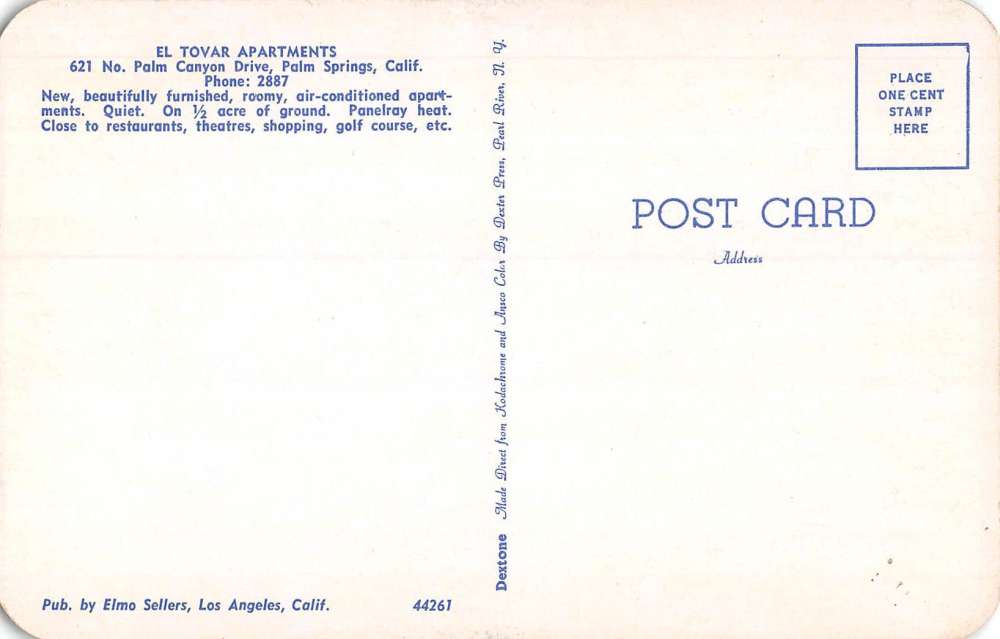 EL TOVAR APARTMENTS
621 No. Palm Canyon Drive, Palm Springs, Calif.
Phone: 2887
New, beautifully furnished, roomy, air-conditioned apart-
ments. Quiet. On ½ acre of ground. Panelray heat.
Close to restaurants, theatres, shopping, golf course, etc.
Pub. by Elmo Sellers, Los Angeles, Calif. 44261
Dextone Made Direct from Kodachrome and Ansco Color By Dexter Press, Pearl River, N. Y.
PLACE
ONE CENT
STAMP
HERE
POST CARD
Address